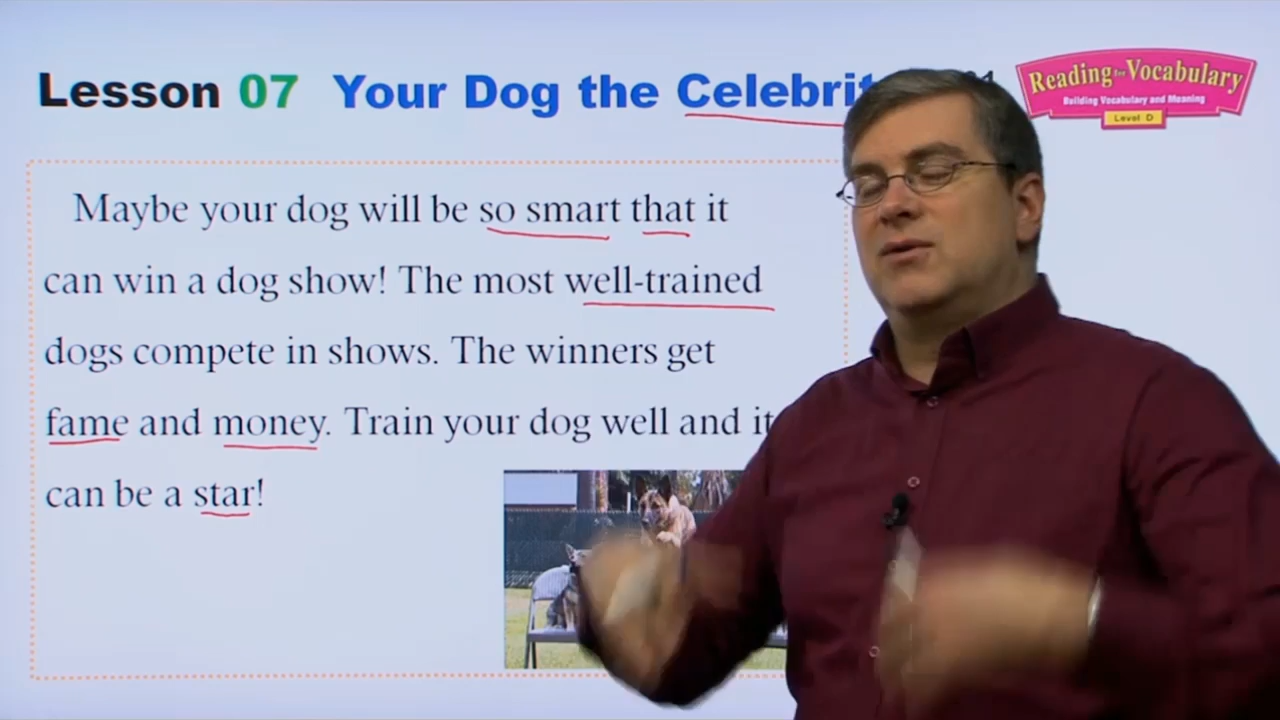 Lesson 07 Your Dog the
Reading for Vocabulary
Building Vocabulary and Meaning
Level D
Maybe your dog will be so smart that it
can win a dog show! The most well-trained
dogs compete in shows. The winners get
fame and money. Train your dog well and it
can be a star!